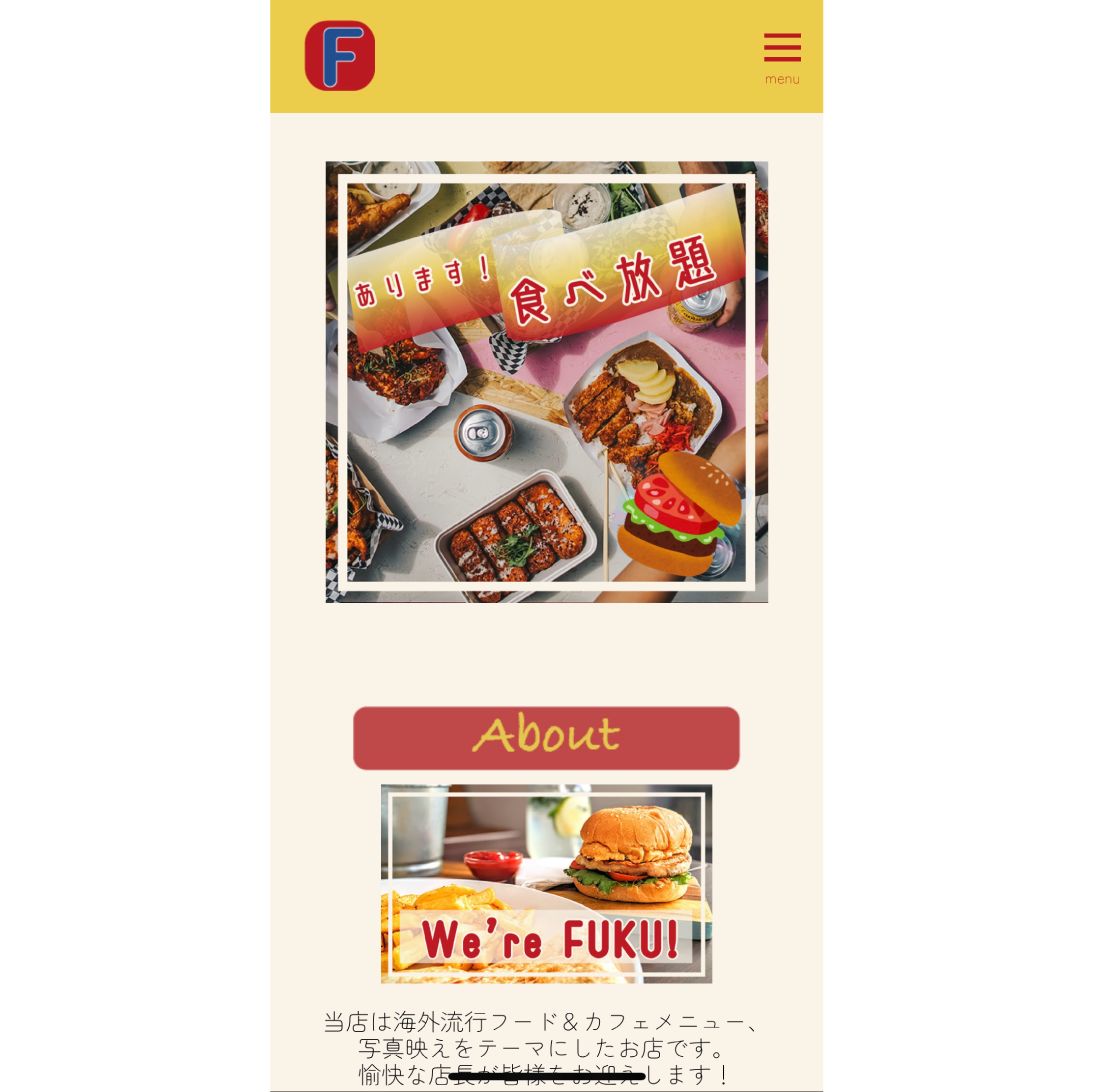 F
menu
あります！
食べ放題
About
We're FUKU!
当店は海外流行フード＆カフェメニュー、
写真映えをテーマにしたお店です。
愉快な店長が皆様をお迎えします！